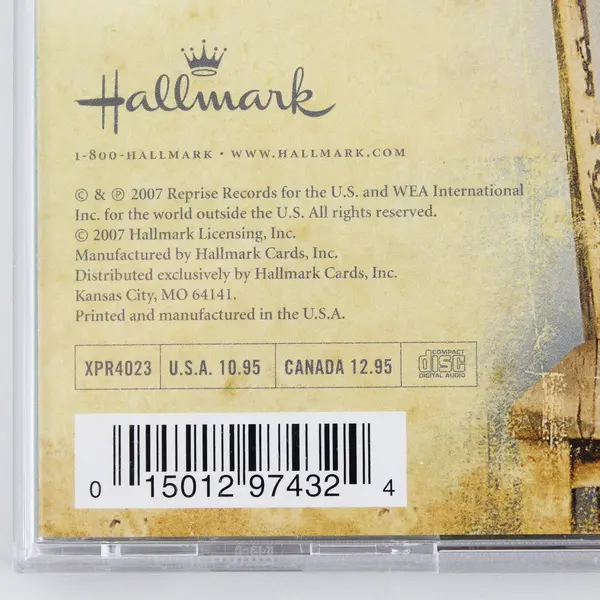 Hallmark
1-800-HALLMARK • WWW.HALLMARK.COM
© & ℗ 2007 Reprise Records for the U.S. and WEA International
Inc. for the world outside the U.S. All rights reserved.
© 2007 Hallmark Licensing, Inc.
Manufactured by Hallmark Cards, Inc.
Distributed exclusively by Hallmark Cards, Inc.
Kansas City, MO 64141.
Printed and manufactured in the U.S.A.
XPR4023 U.S.A. 10.95 CANADA 12.95 COMPACT disc DIGITAL AUDIO
0 15012 97432 4